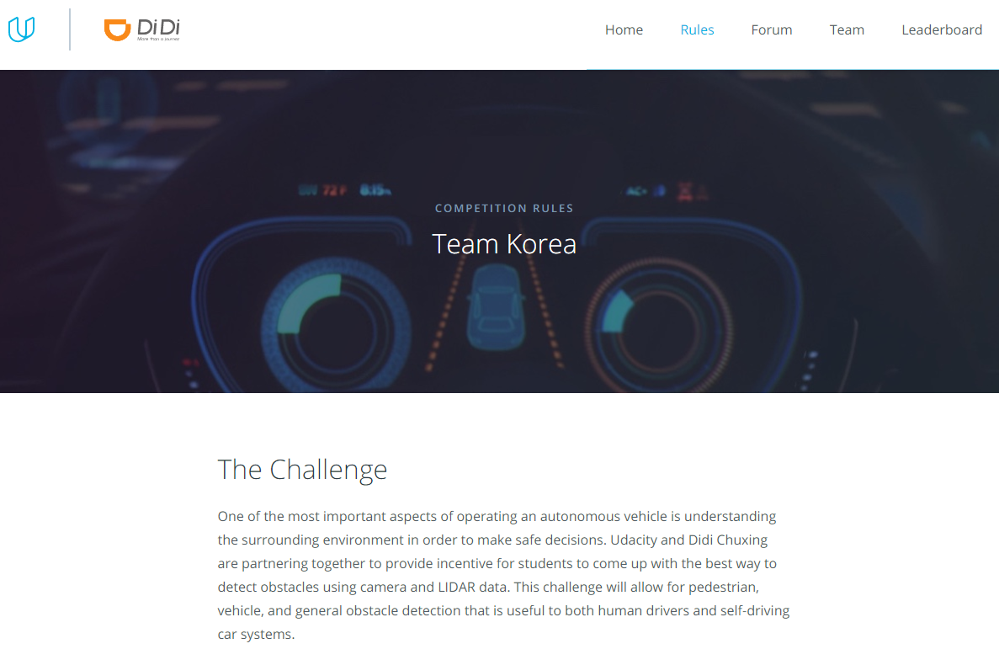 DiDi
More than a journey
Home Rules Forum Team Leaderboard
72 F 8.15
AC+
COMPETITION RULES
Team Korea
The Challenge
One of the most important aspects of operating an autonomous vehicle is understanding
the surrounding environment in order to make safe decisions. Udacity and Didi Chuxing
are partnering together to provide incentive for students to come up with the best way to
detect obstacles using camera and LIDAR data. This challenge will allow for pedestrian,
vehicle, and general obstacle detection that is useful to both human drivers and self-driving
car systems.